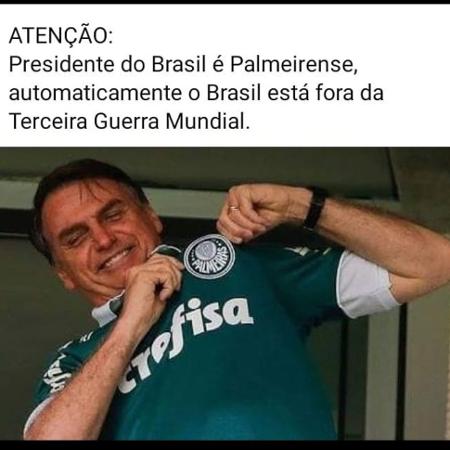 ATENÇÃO:
Presidente do Brasil é Palmeirense,
automaticamente o Brasil está fora da
Terceira Guerra Mundial.
PALMEIRAS
crefisa